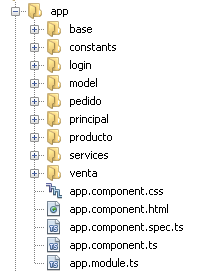 app
base
constants
login
model
pedido
principal
producto
services
venta
app.component.css
app.component.html
app.component.spec.ts
app.component.ts
app.module.ts